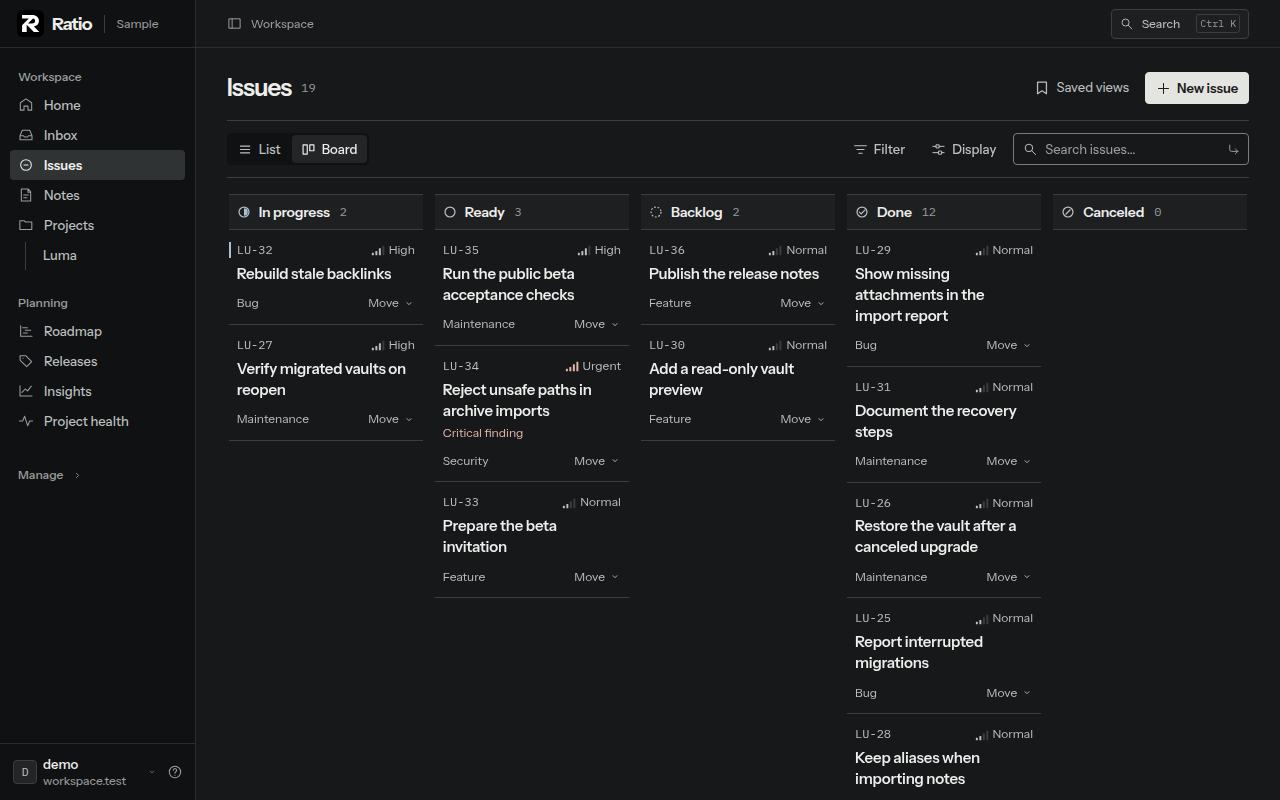 Ratio
Sample
Workspace
Home
Inbox
Issues
Notes
Projects
Luma
Planning
Roadmap
Releases
Insights
Project health
Manage
D
demo
workspace.test
Workspace
Search
Ctrl K
Issues 19
Saved views
New issue
List
Board
Filter
Display
Search issues...
In progress 2
LU-32
High
Rebuild stale backlinks
Bug
Move
LU-27
High
Verify migrated vaults on
reopen
Maintenance
Move
Ready 3
LU-35
High
Run the public beta
acceptance checks
Maintenance
Move
LU-34
Urgent
Reject unsafe paths in
archive imports
Critical finding
Security
Move
LU-33
Normal
Prepare the beta
invitation
Feature
Move
Backlog 2
LU-36
Normal
Publish the release notes
Feature
Move
LU-30
Normal
Add a read-only vault
preview
Feature
Move
Done 12
LU-29
Normal
Show missing
attachments in the
import report
Bug
Move
LU-31
Normal
Document the recovery
steps
Maintenance
Move
LU-26
Normal
Restore the vault after a
canceled upgrade
Maintenance
Move
LU-25
Normal
Report interrupted
migrations
Bug
Move
LU-28
Normal
Keep aliases when
importing notes
Canceled 0